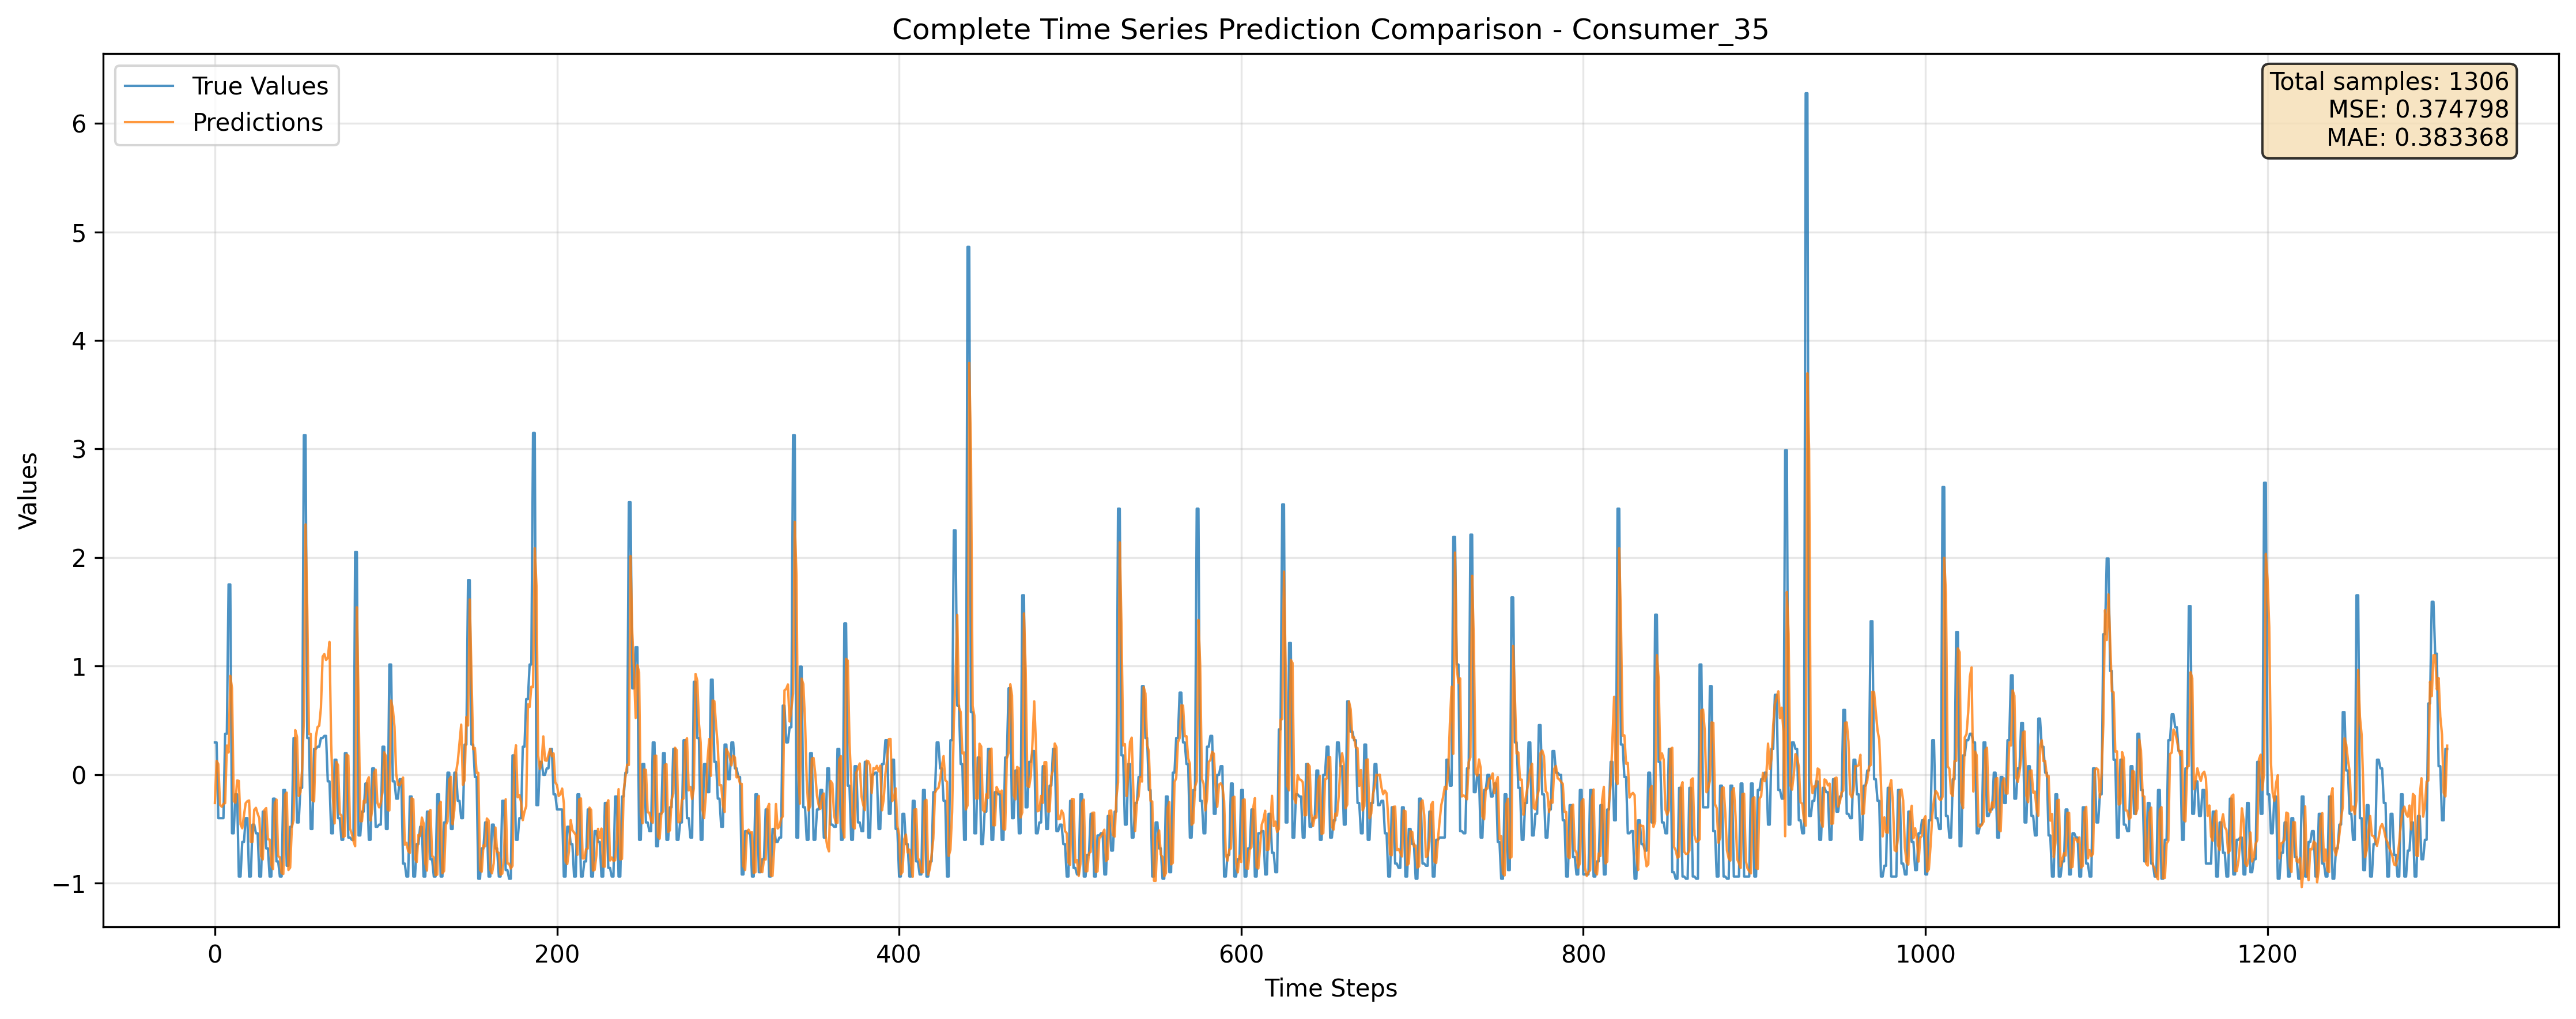 Complete Time Series Prediction Comparison - Consumer_35
True Values
Predictions
Total samples: 1306
MSE: 0.374798
MAE: 0.383368
Values
6
5
4
3
2
1
0
−1
0 200 400 600 800 1000 1200
Time Steps